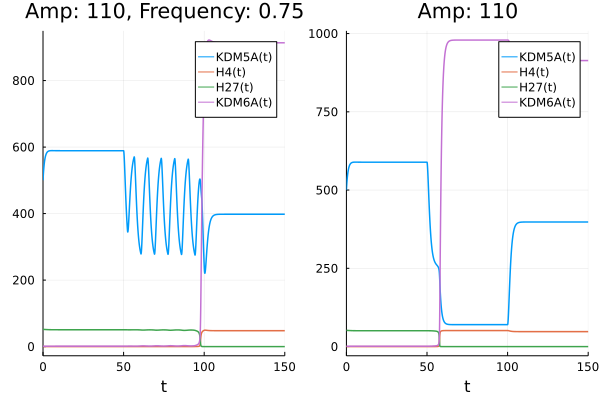 Amp: 110, Frequency: 0.75
800
600
400
200
0
0
50
100
150
t
KDM5A(t)
H4(t)
H27(t)
KDM6A(t)
Amp: 110
1000
750
500
250
0
0
50
100
150
t
KDM5A(t)
H4(t)
H27(t)
KDM6A(t)